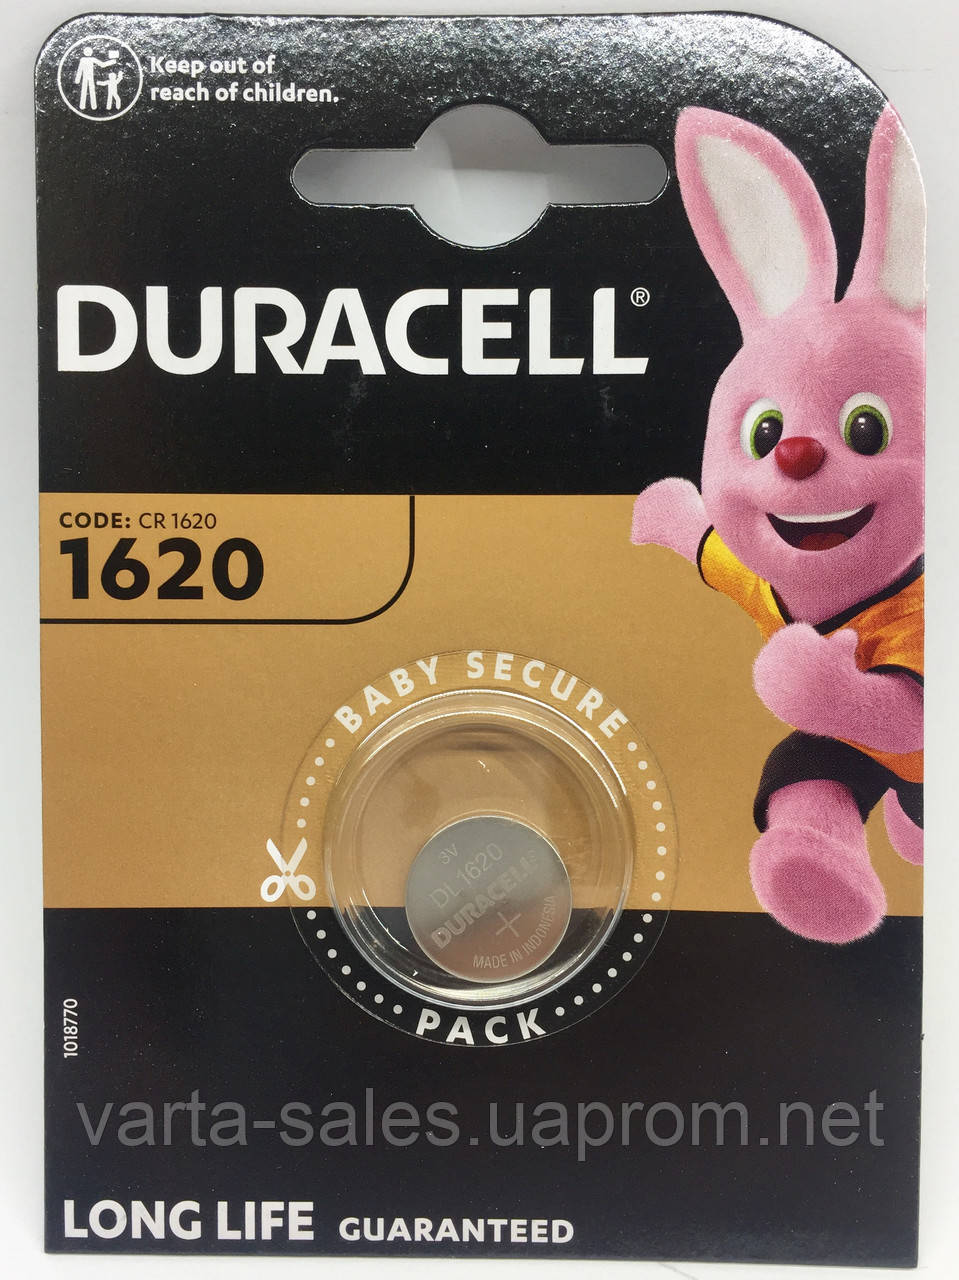 Keep out of
reach of children.
DURACELL®
CODE: CR 1620
1620
BABY SECURE
3V
DL 1620
DURACELL®
+
MADE IN INDONESIA
PACK
1018770
varta-sales.uaprom.net
LONG LIFE GUARANTEED